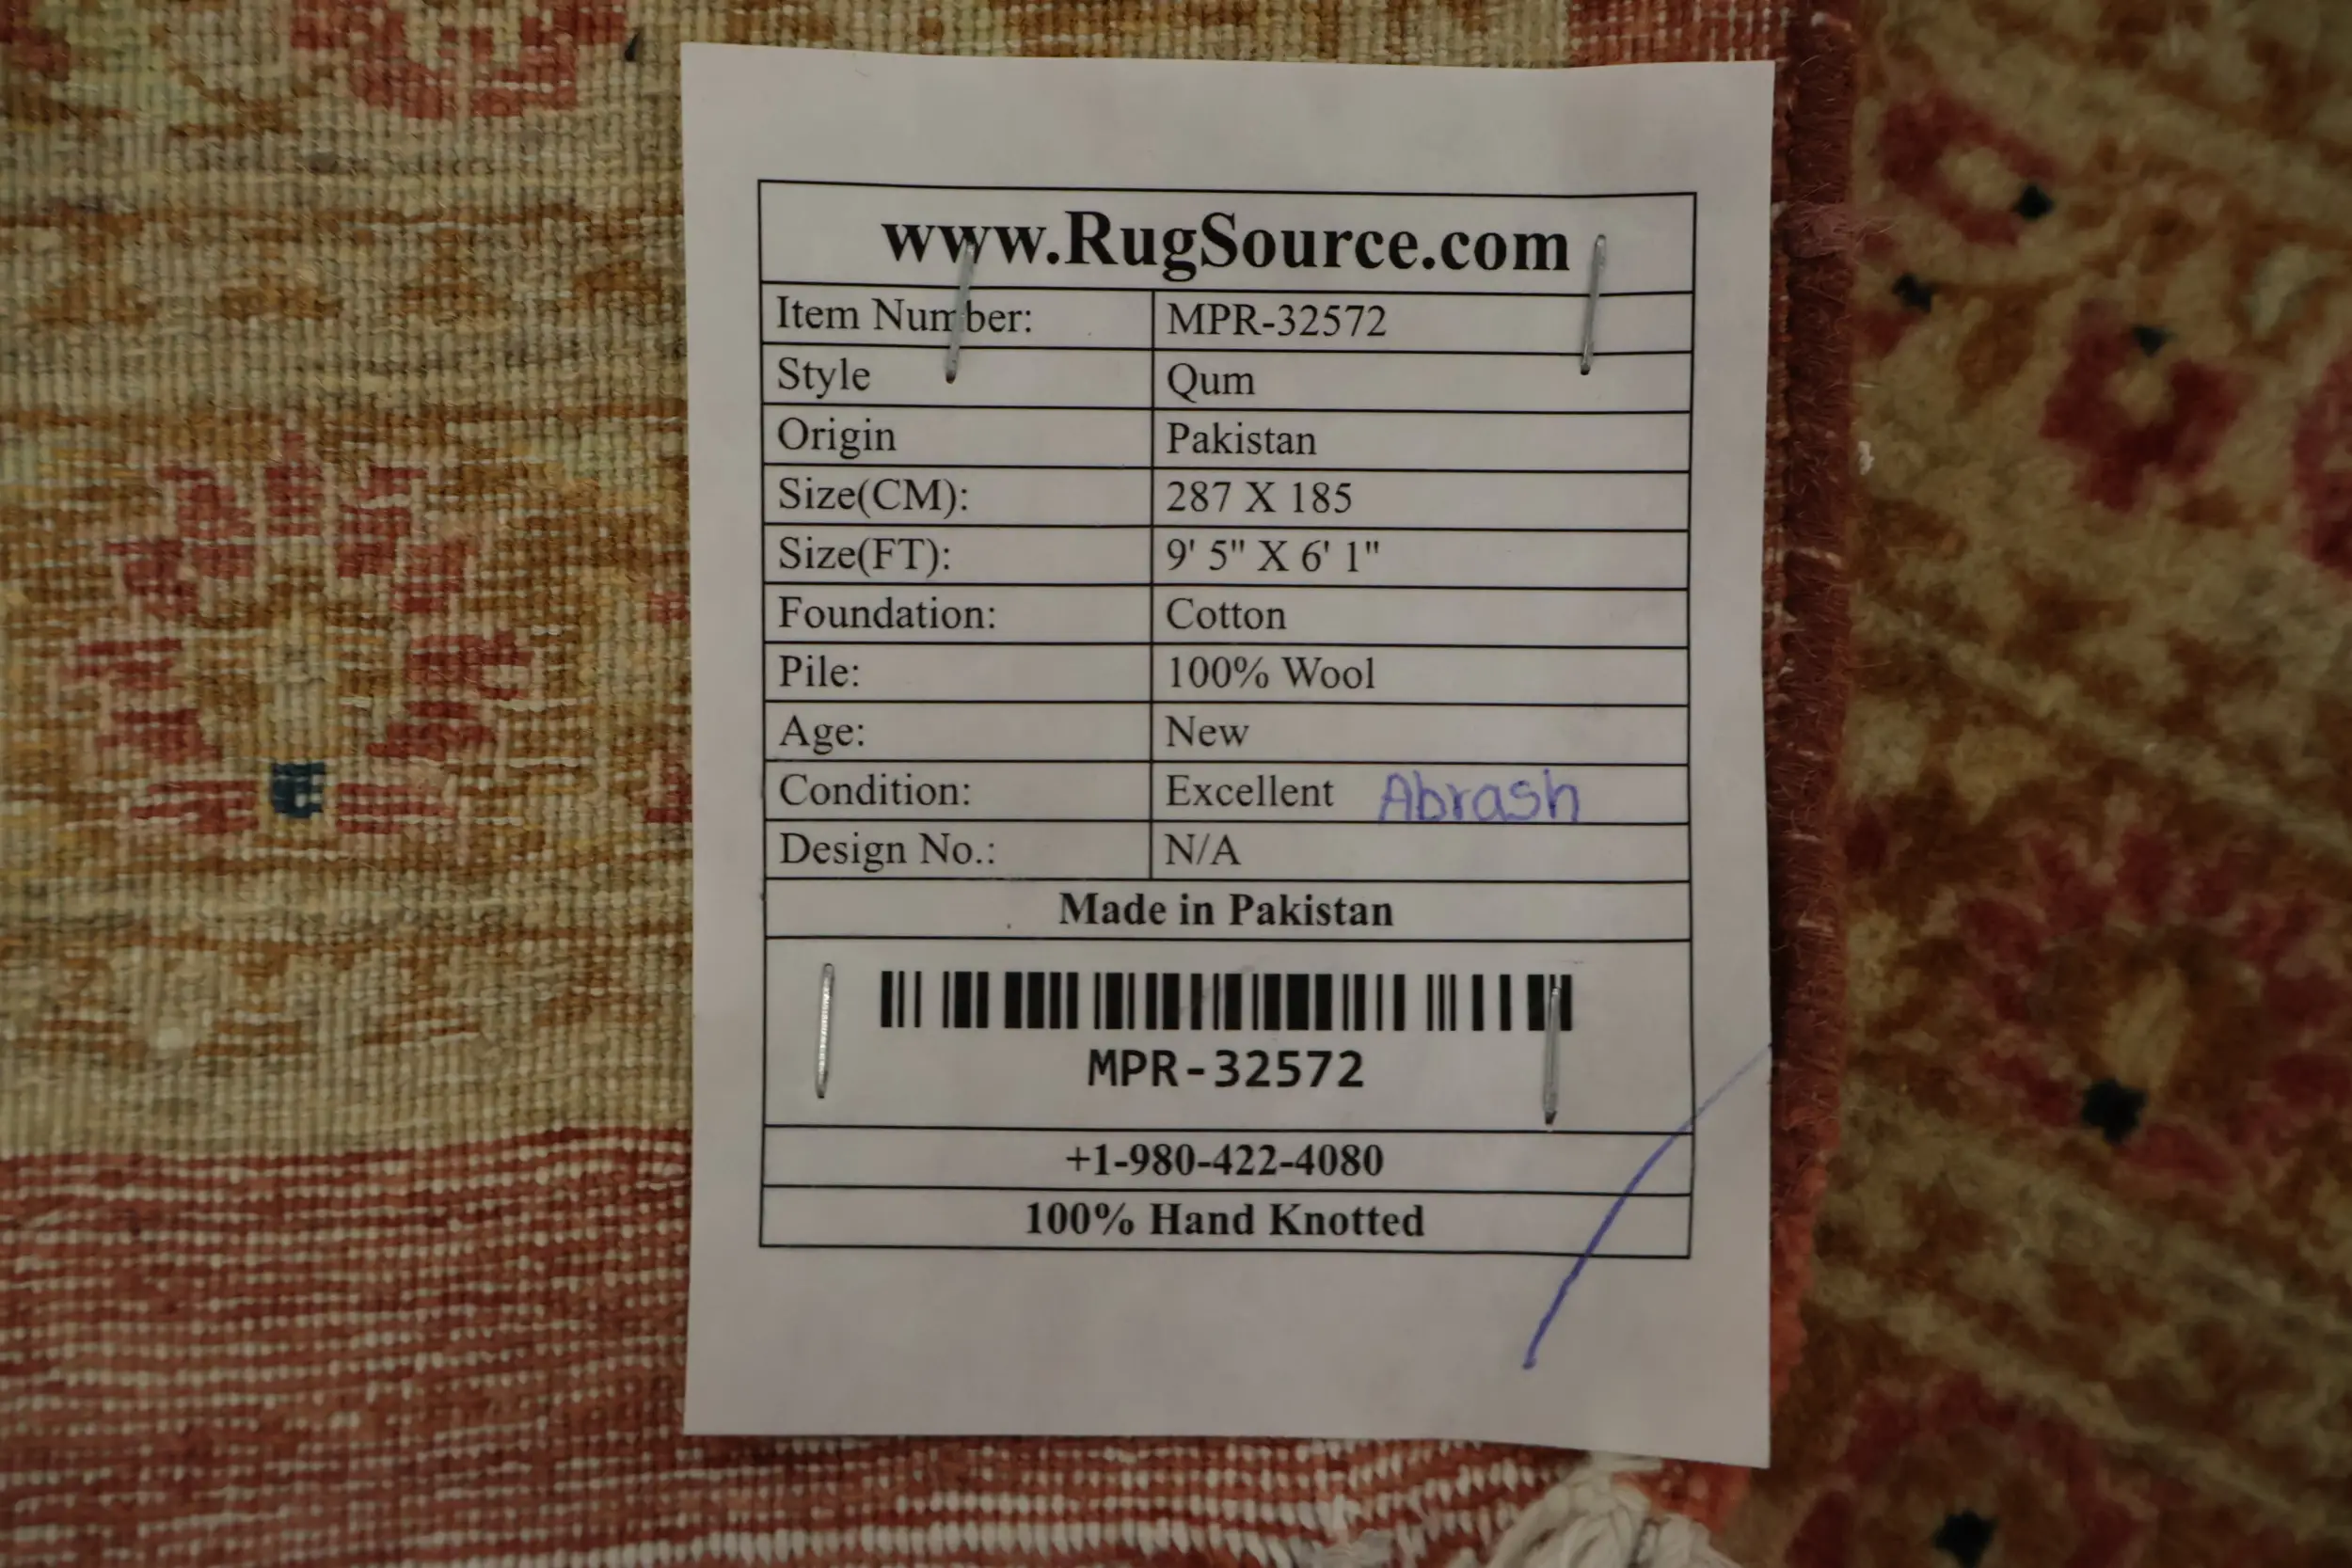 www.RugSource.com
Item Number: MPR-32572
Style Qum
Origin Pakistan
Size(CM): 287 X 185
Size(FT): 9' 5" X 6' 1"
Foundation: Cotton
Pile: 100% Wool
Age: New
Condition: Excellent Abrash
Design No.: N/A
Made in Pakistan
MPR-32572
+1-980-422-4080
100% Hand Knotted